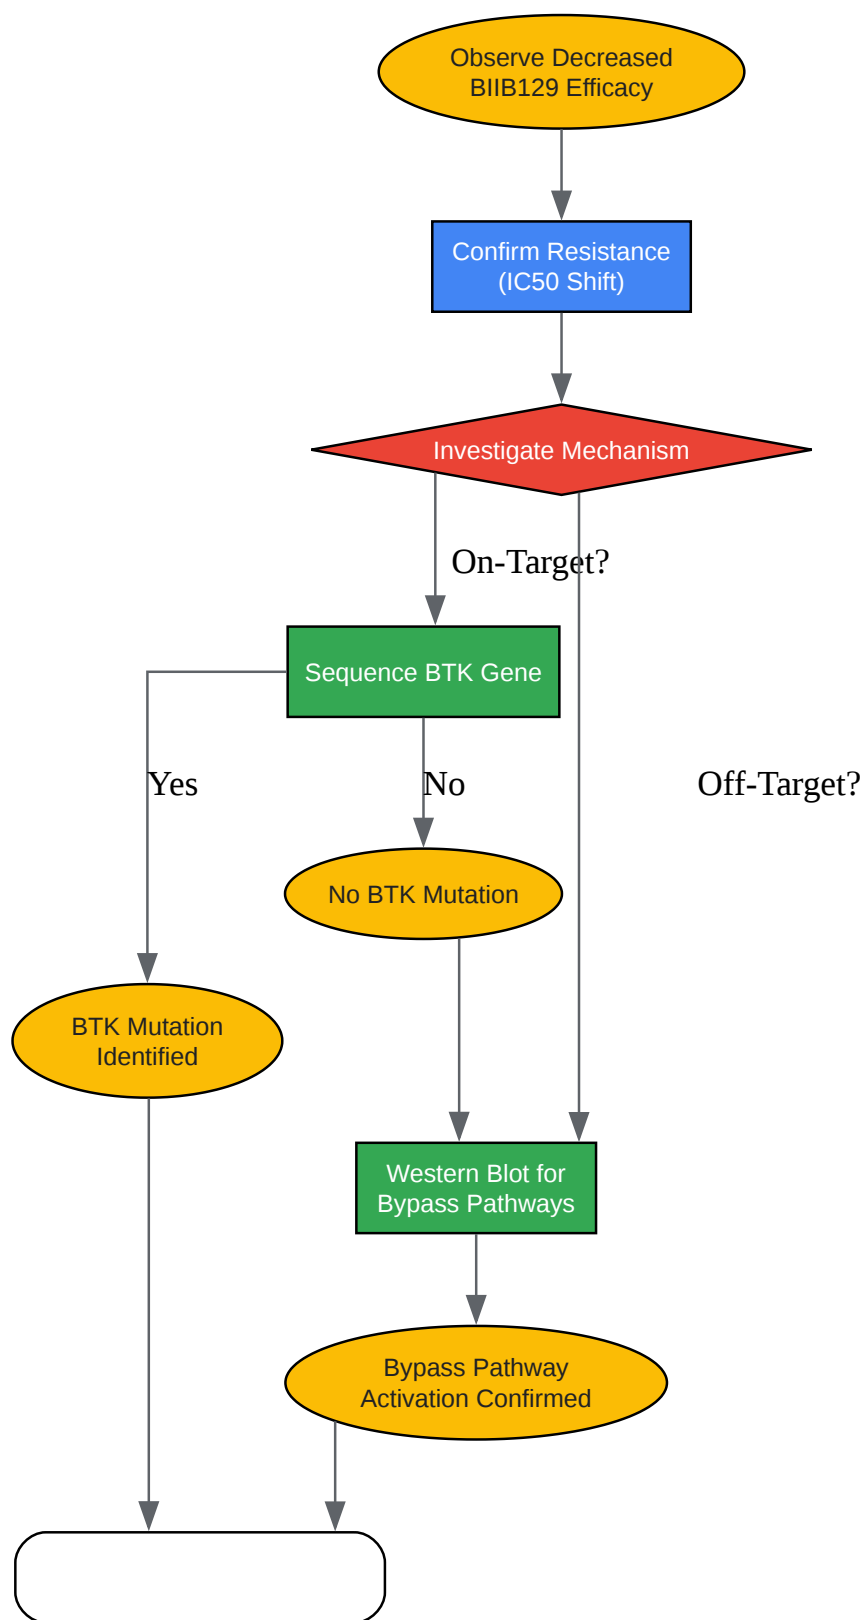 Observe Decreased
BIIB129 Efficacy
Confirm Resistance
(IC50 Shift)
Investigate Mechanism
On-Target?
Sequence BTK Gene
Yes
No
Off-Target?
No BTK Mutation
BTK Mutation
Identified
Western Blot for
Bypass Pathways
Bypass Pathway
Activation Confirmed